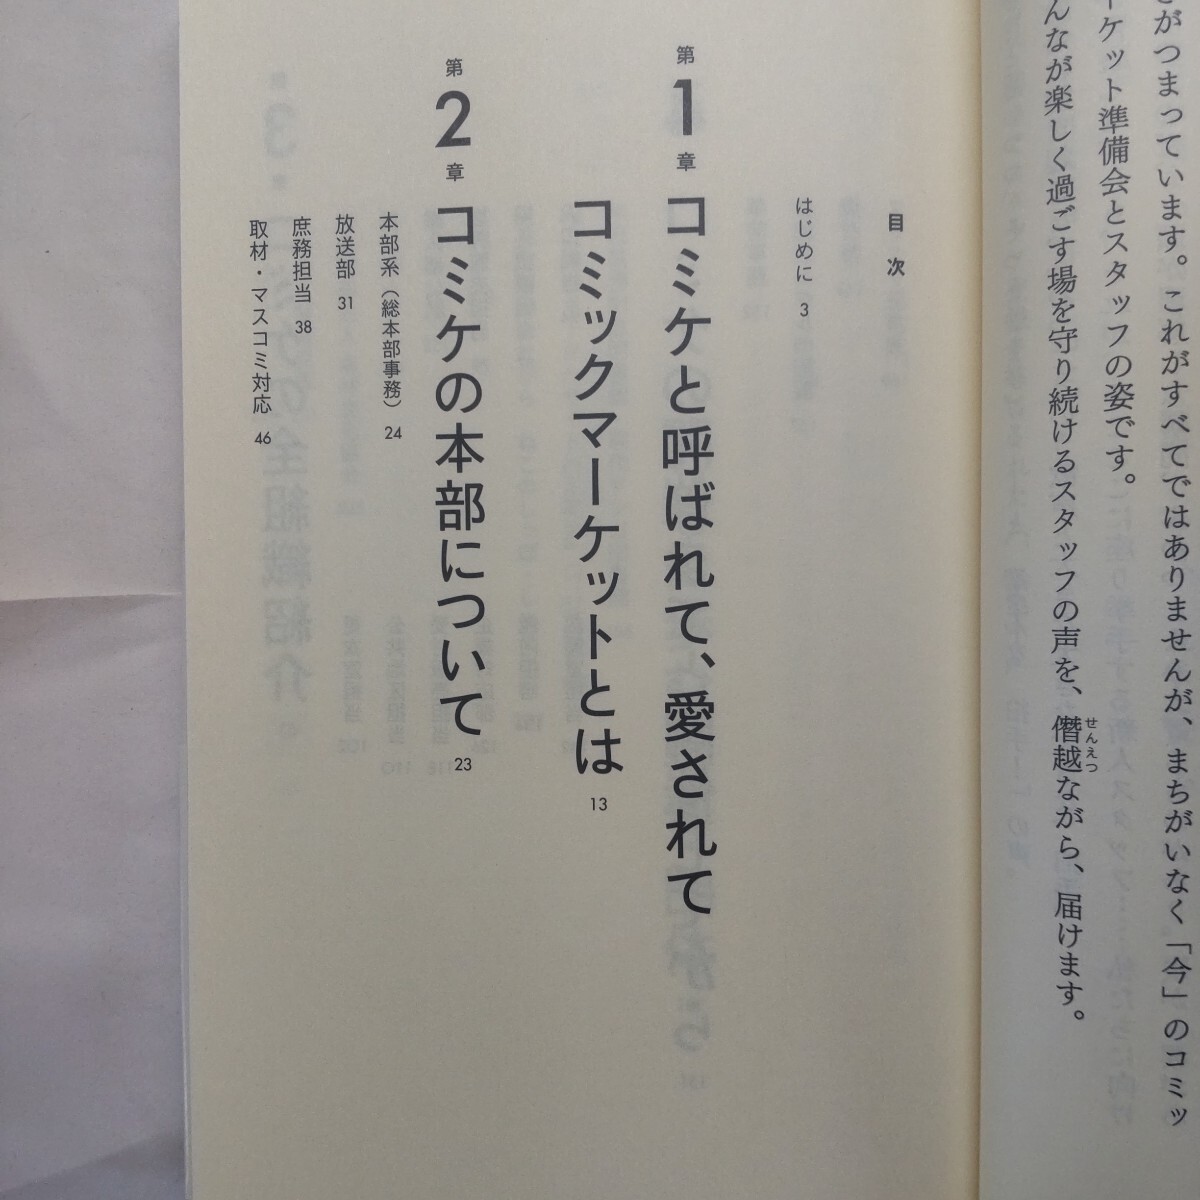 がつまっています。これがすべてではありませんが、まちがいなく「今」のコミッ
ーケット準備会とスタッフの姿です。
んなが楽しく過ごす場を守り続けるスタッフの声を、僭越ながら、届けます。
せんえつ
目次
はじめに 3
第1章 コミケと呼ばれて、愛されて
コミックマーケットとは 13
第2章 コミケの本部について 23
本部系（総本部事務） 24
放送部 31
庶務担当 38
取材・マスコミ対応 46